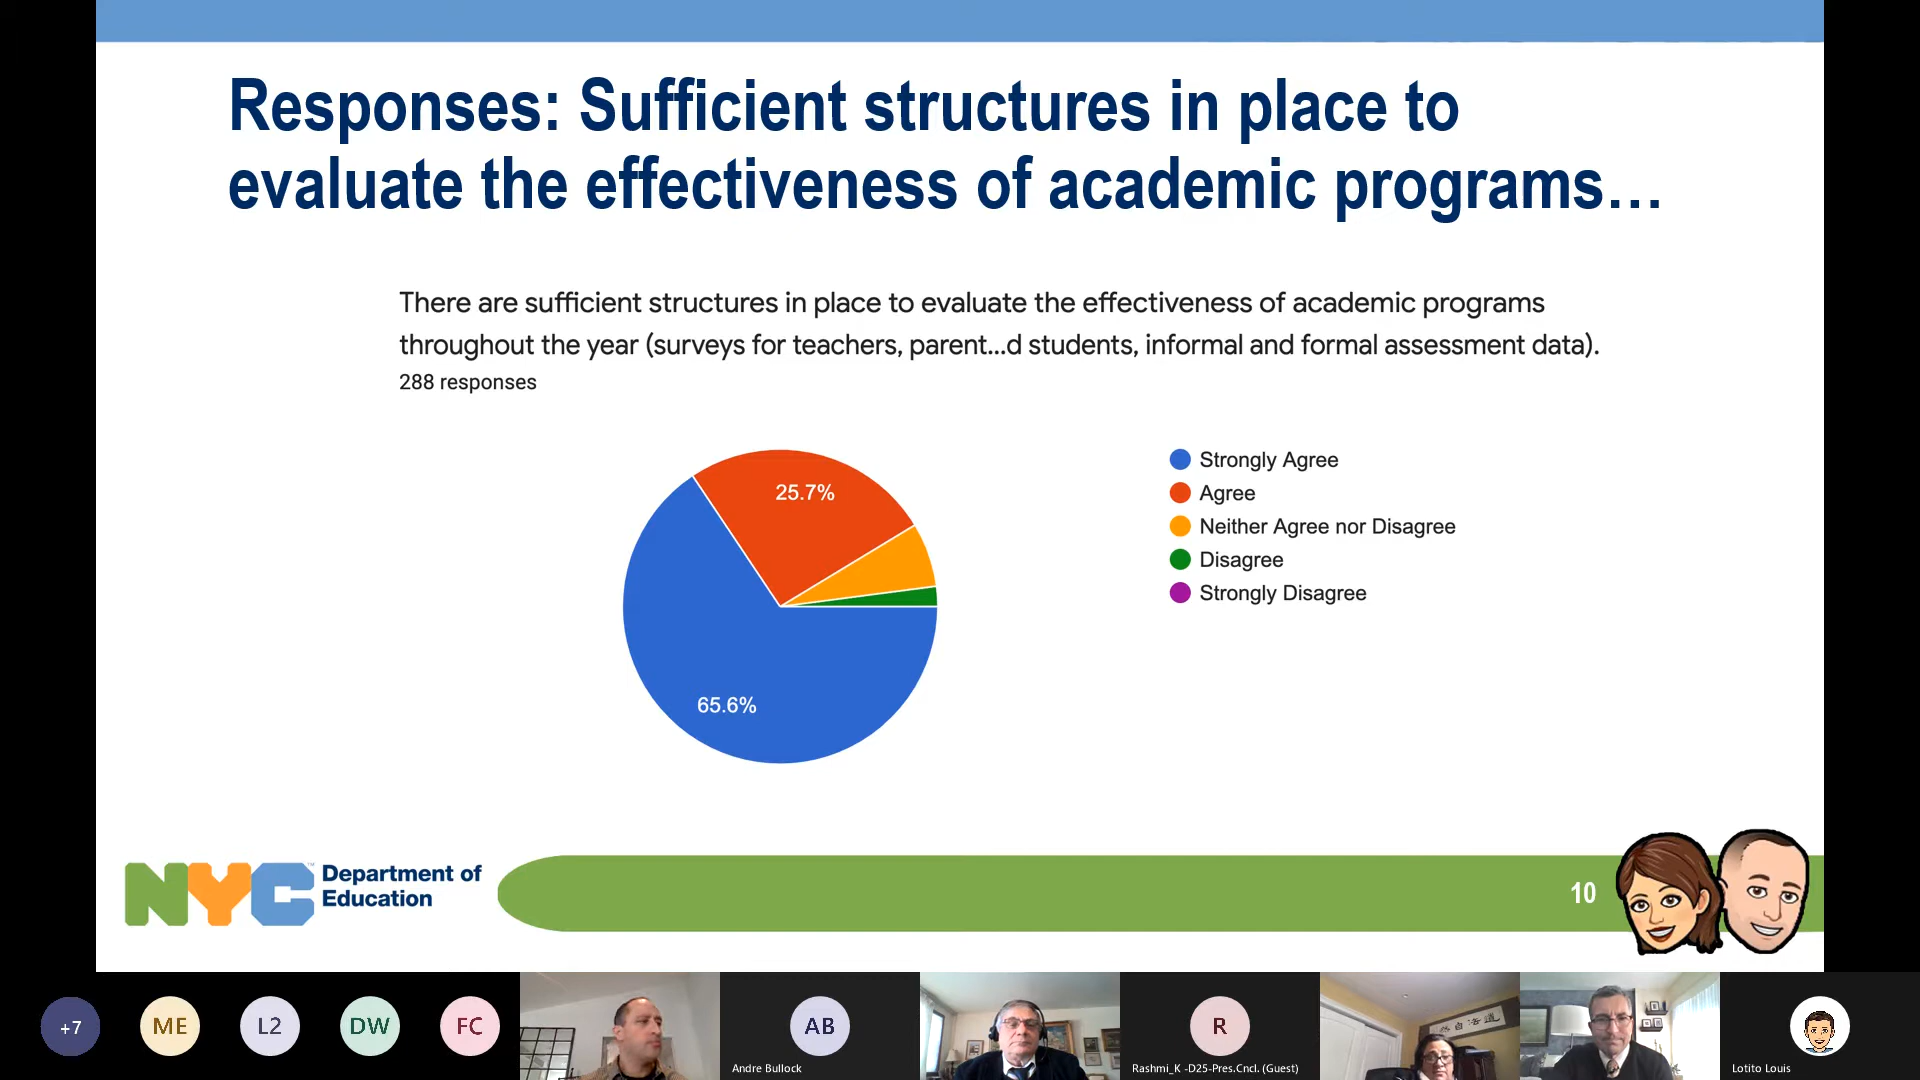 Responses: Sufficient structures in place to
evaluate the effectiveness of academic programs…
There are sufficient structures in place to evaluate the effectiveness of academic programs
throughout the year (surveys for teachers, parent...d students, informal and formal assessment data).
288 responses
25.7%
65.6%
Strongly Agree
Agree
Neither Agree nor Disagree
Disagree
Strongly Disagree
NYC
Department of
Education
10
+7
ME
L2
DW
FC
AB
Andre Bullock
R
Rashmi_K -D25-Pres.Cncl. (Guest)
Lotito Louis